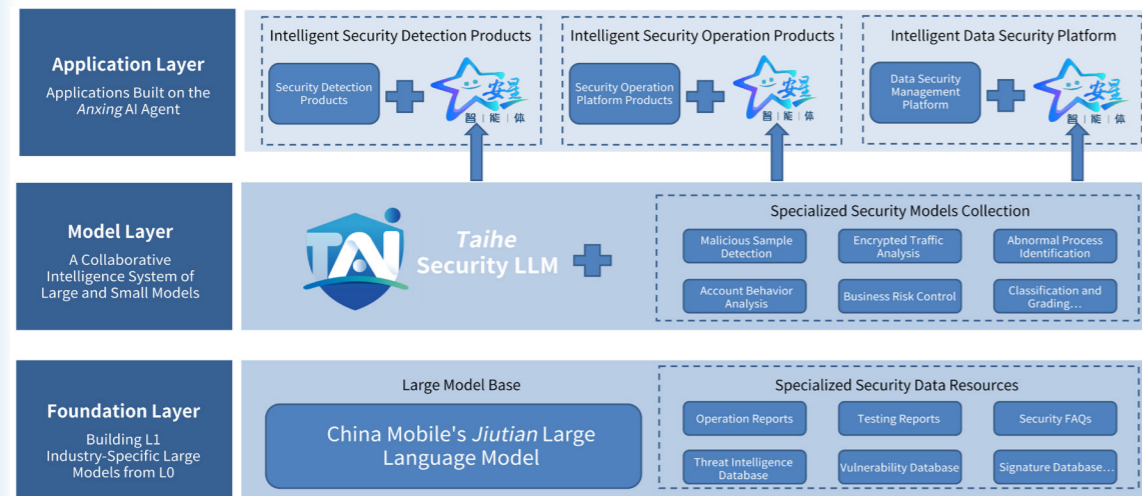 Application Layer
Applications Built on the
Anxing AI Agent
Intelligent Security Detection Products
Security Detection
Products
安星
智 | 能 | 体
Intelligent Security Operation Products
Security Operation
Platform Products
安星
智 | 能 | 体
Intelligent Data Security Platform
Data Security
Management
Platform
安星
智 | 能 | 体
Model Layer
A Collaborative
Intelligence System of
Large and Small Models
TAI
Taihe
Security LLM
Specialized Security Models Collection
Malicious Sample
Detection
Encrypted Traffic
Analysis
Abnormal Process
Identification
Account Behavior
Analysis
Business Risk Control
Classification and
Grading...
Foundation Layer
Building L1
Industry-Specific Large
Models from L0
Large Model Base
China Mobile's Jiutian Large
Language Model
Specialized Security Data Resources
Operation Reports
Testing Reports
Security FAQs
Threat Intelligence
Database
Vulnerability Database
Signature Database...